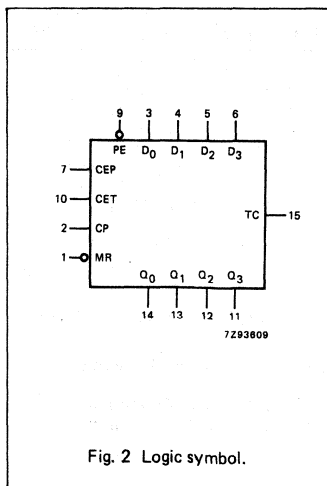 9 3 4 5 6
PE D0 D1 D2 D3
7 CEP
10 CET
TC 15
2 CP
1 MR
Q0 Q1 Q2 Q3
14 13 12 11
7Z93609
Fig. 2 Logic symbol.